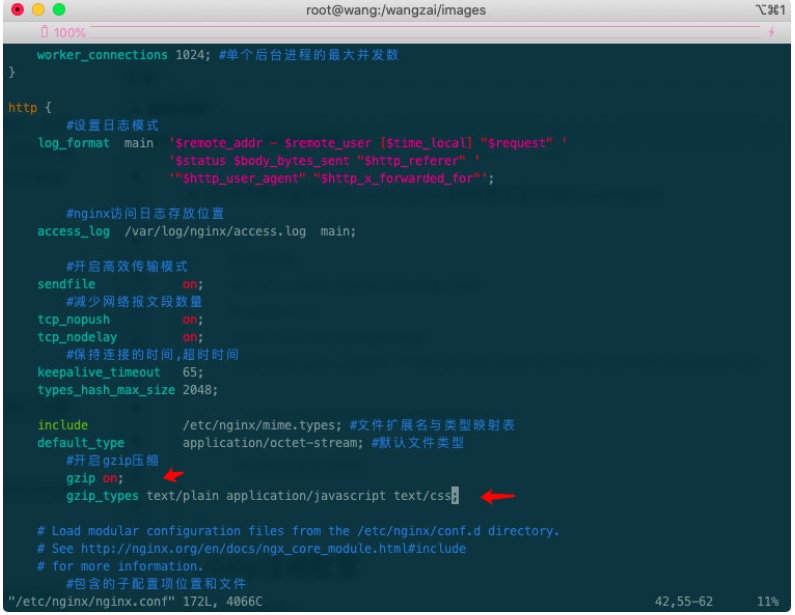 root@wang:/wangzai/images
⌥⌘1
100%
worker_connections 1024; #单个后台进程的最大并发数
}
http {
#设置日志模式
log_format  main  '$remote_addr - $remote_user [$time_local] "$request" '
'$status $body_bytes_sent "$http_referer" '
'"$http_user_agent" "$http_x_forwarded_for"';
#nginx访问日志存放位置
access_log  /var/log/nginx/access.log  main;
#开启高效传输模式
sendfile            on;
#减少网络报文段数量
tcp_nopush          on;
tcp_nodelay         on;
#保持连接的时间,超时时间
keepalive_timeout   65;
types_hash_max_size 2048;
include             /etc/nginx/mime.types; #文件扩展名与类型映射表
default_type        application/octet-stream; #默认文件类型
#开启gzip压缩
gzip on;
gzip_types text/plain application/javascript text/css;
# Load modular configuration files from the /etc/nginx/conf.d directory.
# See http://nginx.org/en/docs/ngx_core_module.html#include
# for more information.
#包含的子配置项位置和文件
"/etc/nginx/nginx.conf" 172L, 4066C                    42,55-62      11%